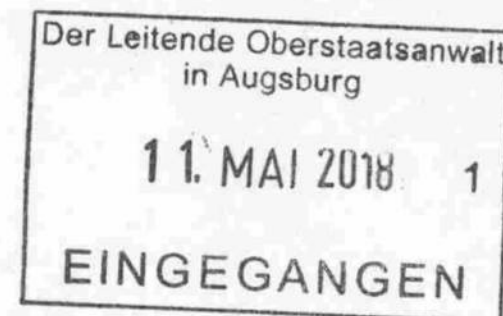 Der Leitende Oberstaatsanwalt
in Augsburg
11. MAI 2018 1
EINGEGANGEN